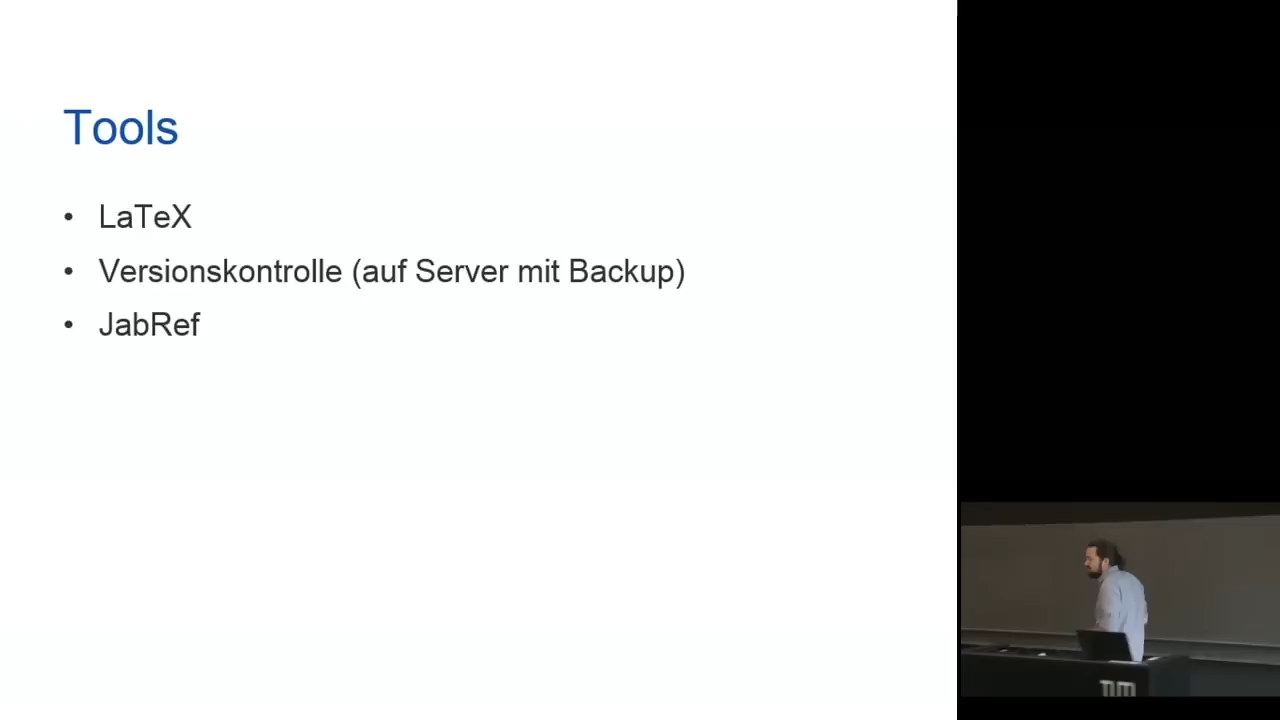 Tools
• LaTeX
• Versionskontrolle (auf Server mit Backup)
• JabRef